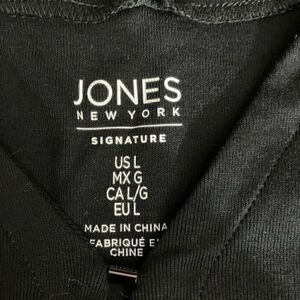 JONES
NEW YORK
SIGNATURE
US L
MX G
CA L/G
EU L
MADE IN CHINA
FABRIQUÉ EN
CHINE